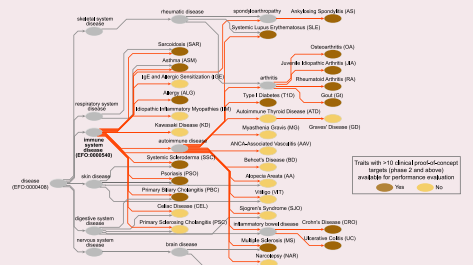 skeletal system
disease
rheumatic disease
spondyloarthropathy
Ankylosing Spondylitis (AS)
Systemic Lupus Erythematosus (SLE)
Sarcoidosis (SAR)
Asthma (ASM)
IgE and Allergic Sensitization (IGE)
Allergy (ALG)
Idiopathic Inflammatory Myopathies (IIM)
Kawasaki Disease (KD)
autoimmune disease
Osteoarthritis (OA)
Juvenile Idiopathic Arthritis (JIA)
arthritis
Rheumatoid Arthritis (RA)
Type I Diabetes (T1D)
Gout (GI)
Autoimmune Thyroid Disease (ATD)
Graves' Disease (GD)
Myasthenia Gravis (MG)
ANCA-Associated Vasculitis (AAV)
Behcet's Disease (BD)
Alopecia Areata (AA)
Vitiligo (VIT)
Sjogren's Syndrome (SJO)
respiratory system
disease
immune
system
disease
(EFO:0000540)
Systemic Scleroderma (SSC)
disease
(EFO:0000408)
skin disease
Psoriasis (PSO)
Primary Biliary Cholangitis (PBC)
Celiac Disease (CEL)
digestive system
disease
Primary Sclerosing Cholangitis (PSC)
inflammatory bowel disease
Crohn's Disease (CRO)
Ulcerative Colitis (UC)
nervous system
disease
brain disease
Multiple Sclerosis (MS)
Narcolepsy (NAR)
Traits with >10 clinical proof-of-concept
targets (phase 2 and above)
available for performance evaluation
Yes
No